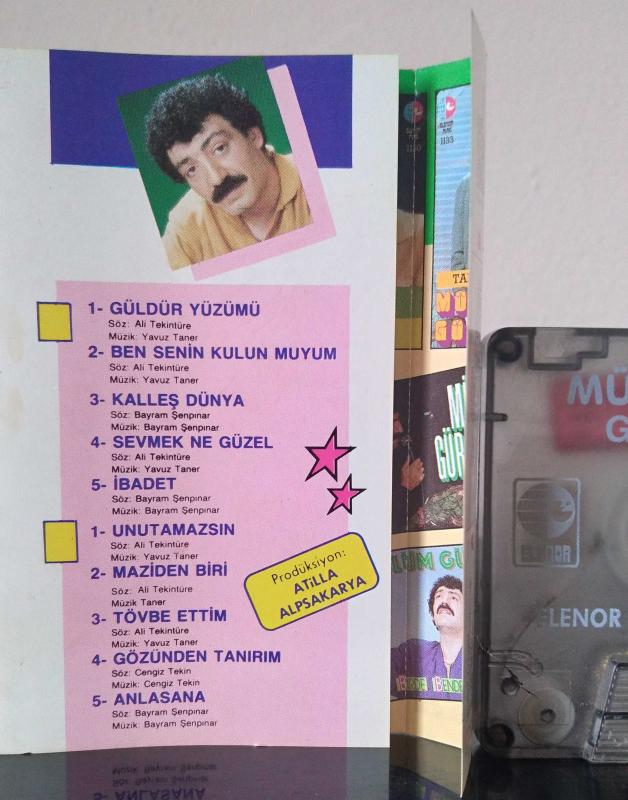 1- GÜLDÜR YÜZÜMÜ
Söz: Ali Tekintüre
Müzik: Yavuz Taner
2- BEN SENİN KULUN MUYUM
Söz: Ali Tekintüre
Müzik: Yavuz Taner
3- KALLEŞ DÜNYA
Söz: Bayram Şenpınar
Müzik: Bayram Şenpınar
4- SEVMEK NE GÜZEL
Söz: Ali Tekintüre
Müzik: Yavuz Taner
5- İBADET
Söz: Bayram Şenpınar
Müzik: Bayram Şenpınar
1- UNUTAMAZSIN
Söz: Ali Tekintüre
Müzik: Yavuz Taner
2- MAZİDEN BİRİ
Söz: Ali Tekintüre
Müzik Taner
3- TÖVBE ETTİM
Söz: Ali Tekintüre
Müzik: Yavuz Taner
4- GÖZÜNDEN TANIRIM
Söz: Cengiz Tekin
Müzik: Cengiz Tekin
5- ANLASANA
Söz: Bayram Şenpınar
Müzik: Bayram Şenpınar
Prodüksiyon:
ATİLLA
ALPSAKARYA
1133
MÜ
G
ELENOR
ELENOR